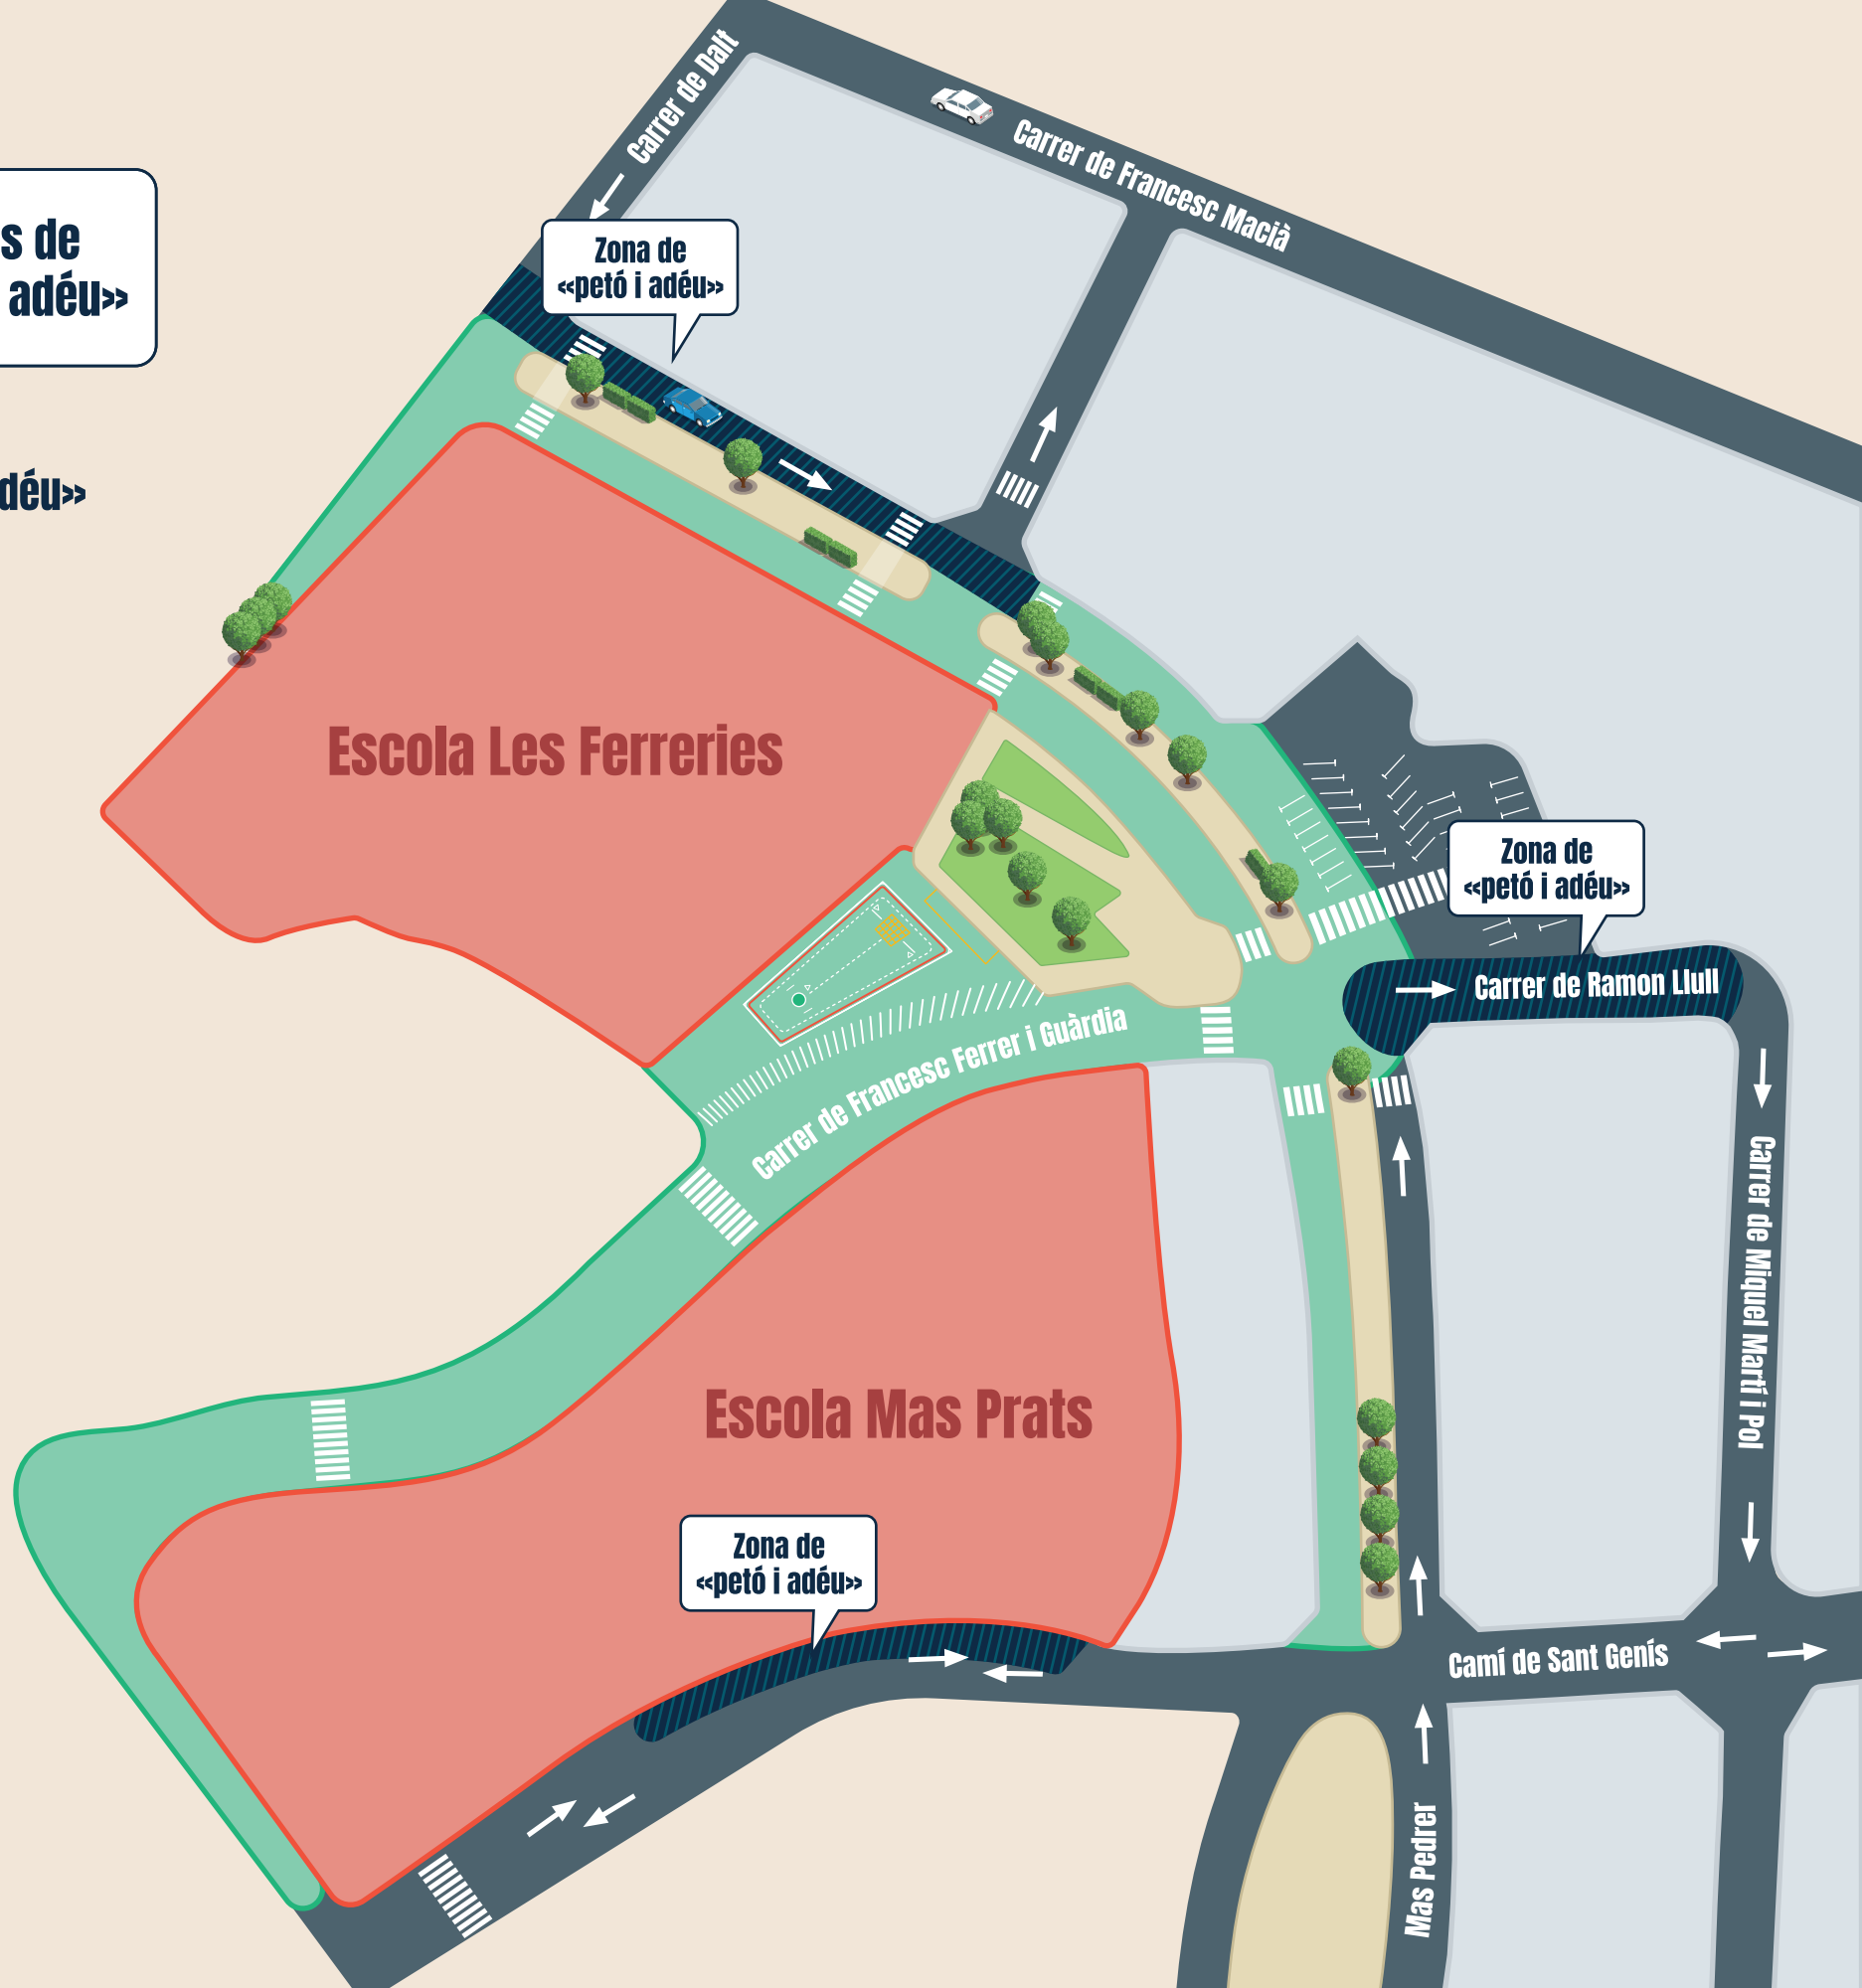 Carrer de Dalt
Carrer de Francesc Macià
s de
adéu»
Zona de
«petó i adéu»
déu»
Escola Les Ferreries
Zona de
«petó i adéu»
Carrer de Ramon Llull
Carrer de Francesc Ferrer i Guàrdia
Carrer de Miquel Martí i Pol
Escola Mas Prats
Zona de
«petó i adéu»
Camí de Sant Genís
Mas Pedrer